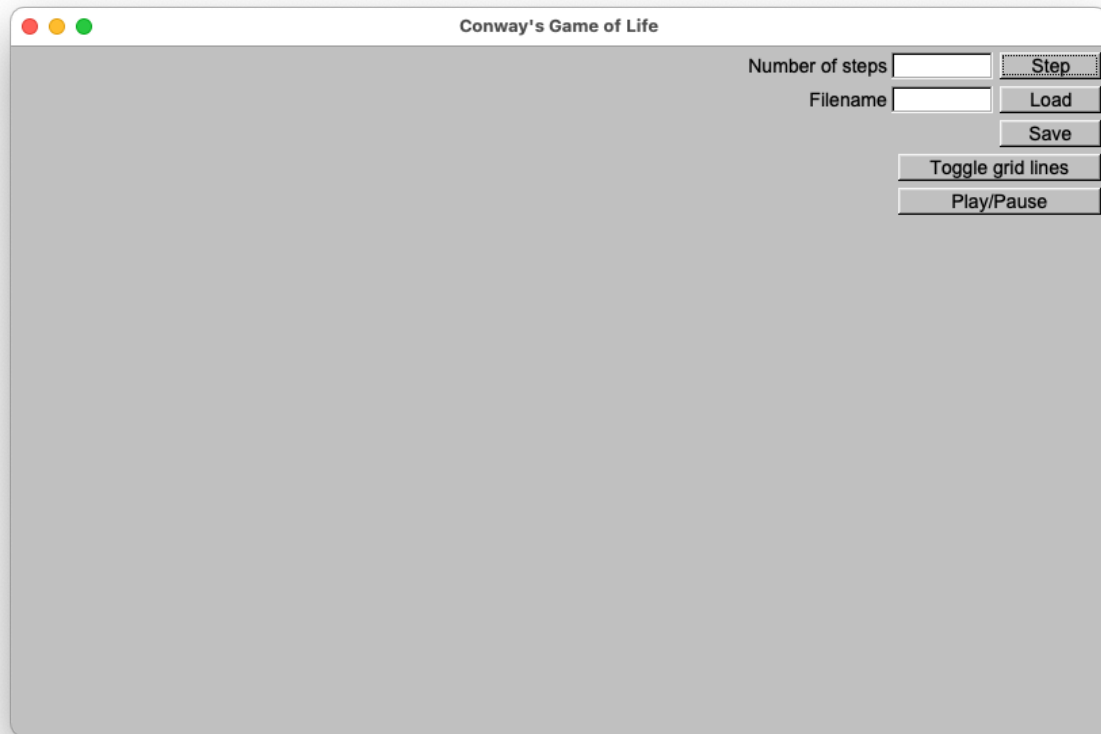 Conway's Game of Life
Number of steps Step
Filename Load
Save
Toggle grid lines
Play/Pause